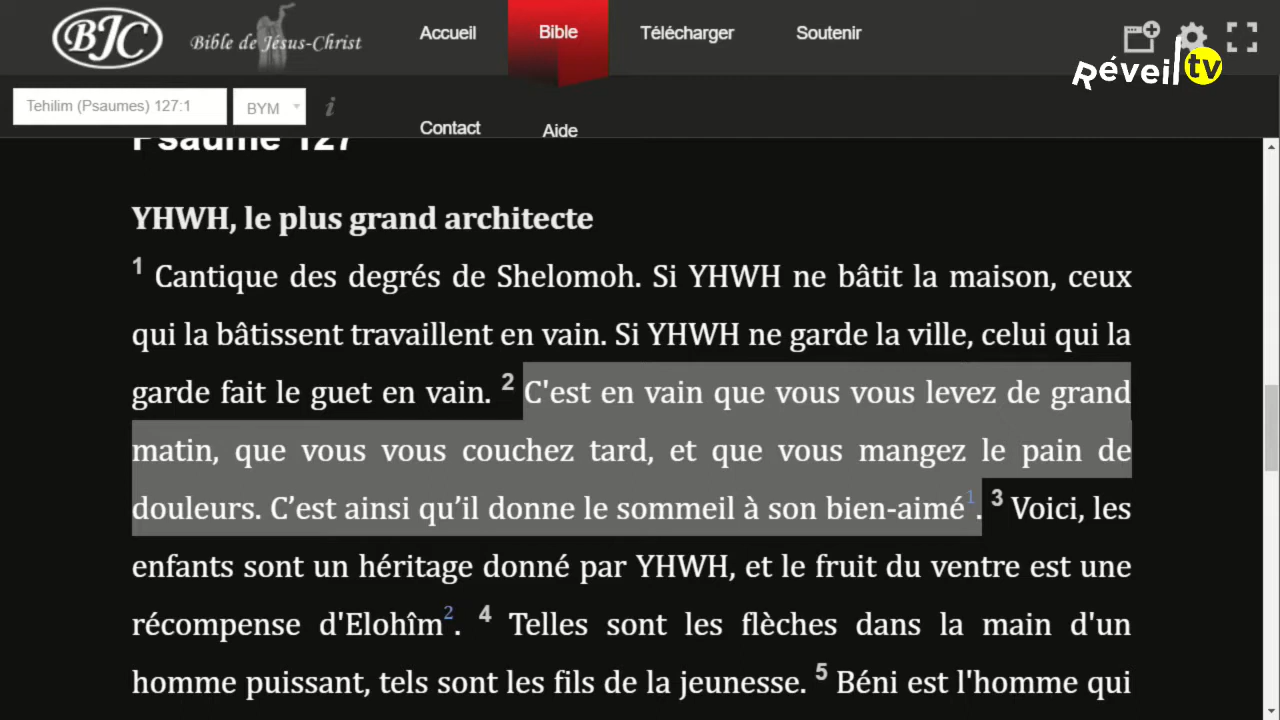 BJC
Bible de Jésus-Christ
Accueil
Bible
Télécharger
Soutenir
Réveil tv
Tehilim (Psaumes) 127:1
BYM
i
Contact
Aide
Psaume 127
YHWH, le plus grand architecte
1 Cantique des degrés de Shelomoh. Si YHWH ne bâtit la maison, ceux
qui la bâtissent travaillent en vain. Si YHWH ne garde la ville, celui qui la
garde fait le guet en vain. 2 C'est en vain que vous vous levez de grand
matin, que vous vous couchez tard, et que vous mangez le pain de
douleurs. C’est ainsi qu’il donne le sommeil à son bien-aimé1. 3 Voici, les
enfants sont un héritage donné par YHWH, et le fruit du ventre est une
récompense d'Elohîm2. 4 Telles sont les flèches dans la main d'un
homme puissant, tels sont les fils de la jeunesse. 5 Béni est l'homme qui